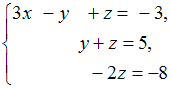 3x - y + z = - 3,
y + z = 5,
- 2z = -8